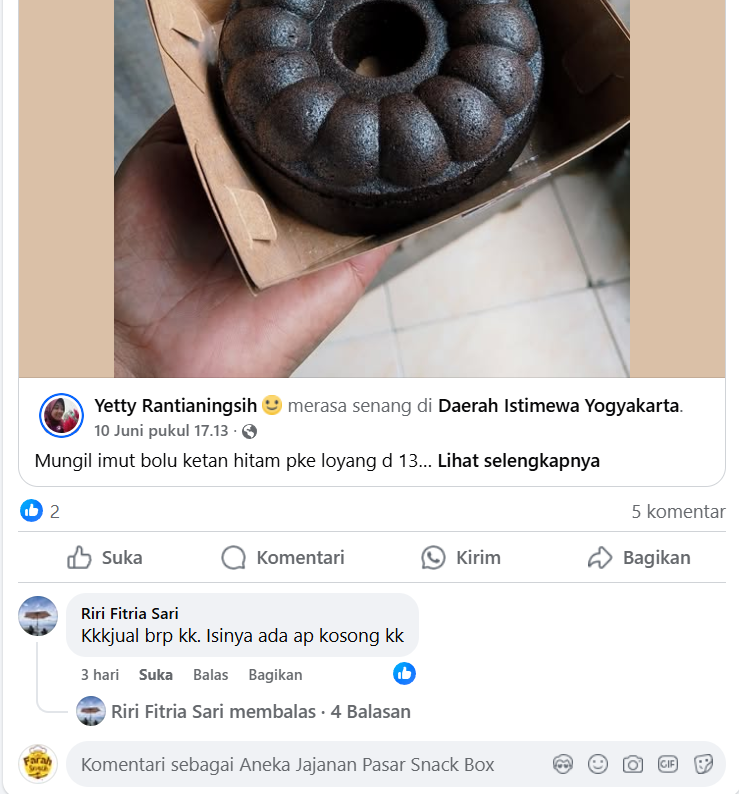 Yetty Rantianingsih merasa senang di Daerah Istimewa Yogyakarta.
10 Juni pukul 17.13 ·
Mungil imut bolu ketan hitam pke loyang d 13... Lihat selengkapnya
2
5 komentar
Suka
Komentari
Kirim
Bagikan
Riri Fitria Sari
Kkkjual brp kk. Isinya ada ap kosong kk
3 hari Suka Balas Bagikan
Riri Fitria Sari membalas · 4 Balasan
Farah
Snack
Komentari sebagai Aneka Jajanan Pasar Snack Box
GIF